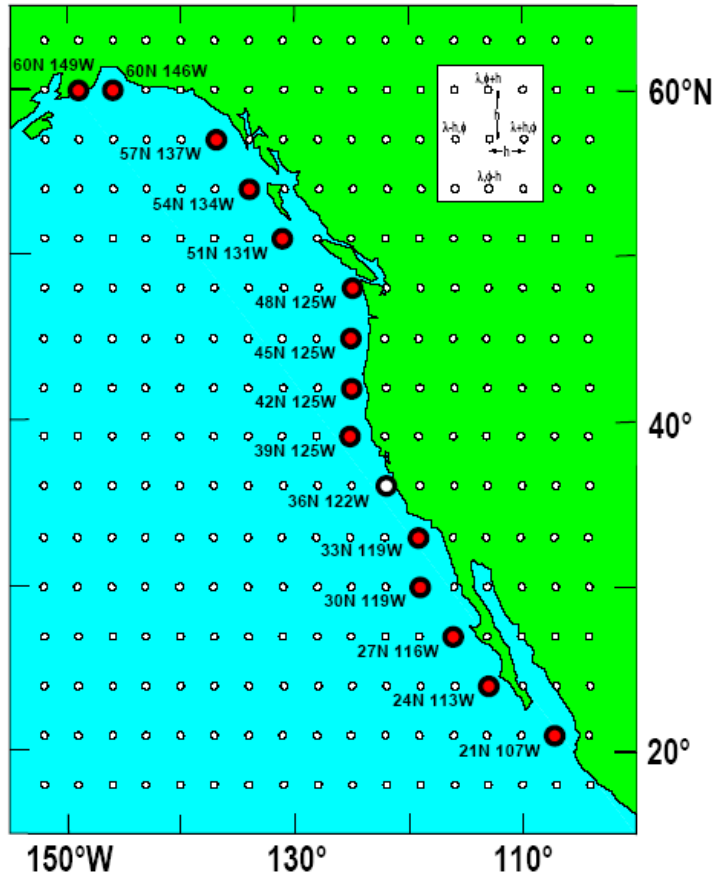 60N 149W
60N 146W
λ,ϕ+h
h
λ-h,ϕ
λ+h,ϕ
h
λ,ϕ-h
60°N
57N 137W
54N 134W
51N 131W
48N 125W
45N 125W
42N 125W
40°
39N 125W
36N 122W
33N 119W
30N 119W
27N 116W
24N 113W
21N 107W
20°
150°W
130°
110°